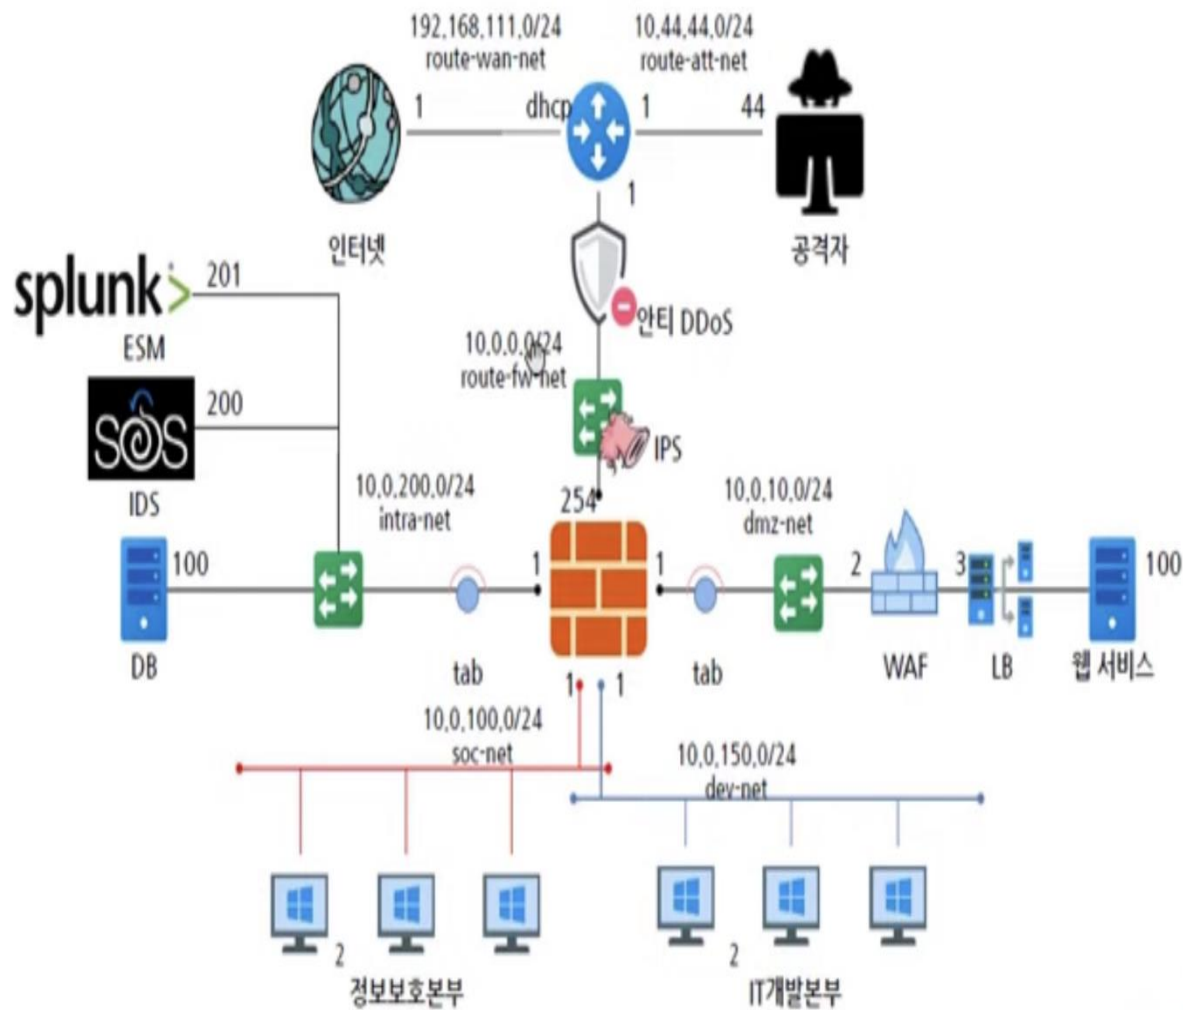 192,168,111,0/24
route-wan-net
10,44,44,0/24
route-att-net
1
dhcp
1
44
1
인터넷
공격자
splunk>
201
ESM
안티 DDoS
10,0,0,0/24
route-fw-net
SOS
200
IDS
IPS
10,0,200,0/24
intra-net
254
10,0,10,0/24
dmz-net
100
1
1
2
3
100
DB
tab
tab
WAF
LB
웹 서비스
1
1
10,0,100,0/24
soc-net
10,0,150,0/24
dev-net
2
2
정보보호본부
IT개발본부